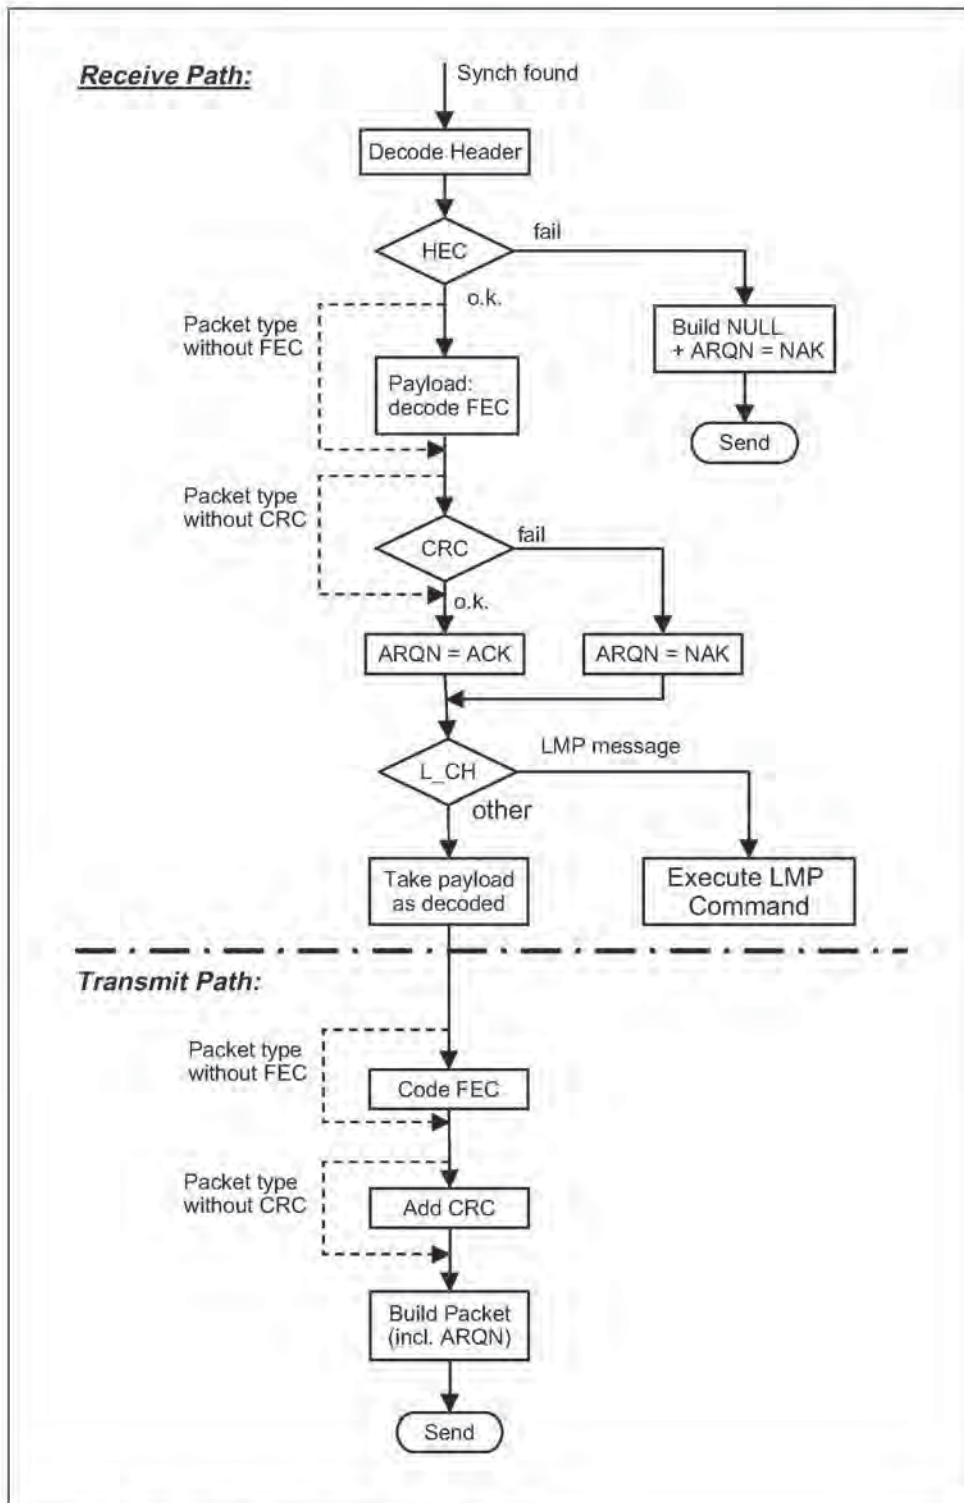 Receive Path:
Synch found
Decode Header
HEC
fail
o.k.
Packet type
without FEC
Build NULL
+ ARQN = NAK
Payload:
decode FEC
Send
Packet type
without CRC
CRC
fail
o.k.
ARQN = ACK
ARQN = NAK
LMP message
L_CH
other
Take payload
as decoded
Execute LMP
Command
Transmit Path:
Packet type
without FEC
Code FEC
Packet type
without CRC
Add CRC
Build Packet
(incl. ARQN)
Send